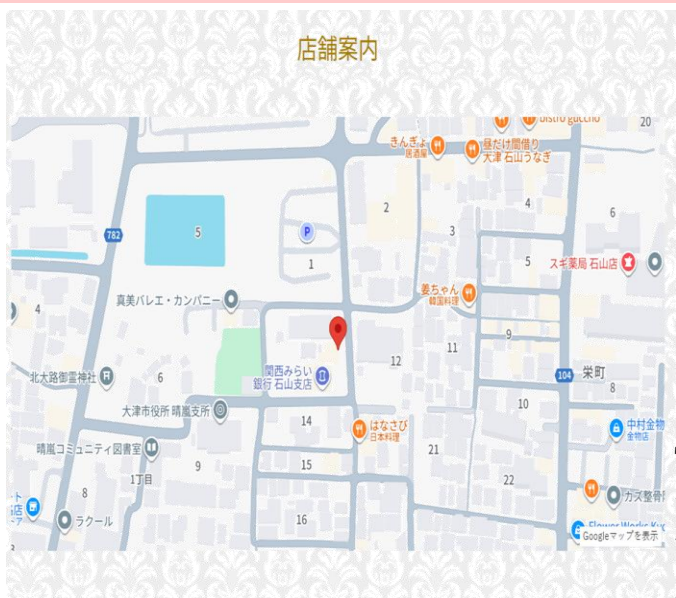 店舗案内
bistro guccho
20
きんぎょ
居酒屋
昼だけ間借り
大津 石山うなぎ
2
4
3
6
782
5
P
1
5
スギ薬局 石山店
姜ちゃん
韓国料理
真美バレエ・カンパニー
4
9
12
11
関西みらい
銀行 石山支店
北大路御霊神社
6
104
栄町
8
10
大津市役所 晴嵐支所
14
はなさび
日本料理
中村金物
金物店
晴嵐コミュニティ図書室
1丁目
9
15
21
22
8
カズ整骨
ラクール
16
Googleマップを表示